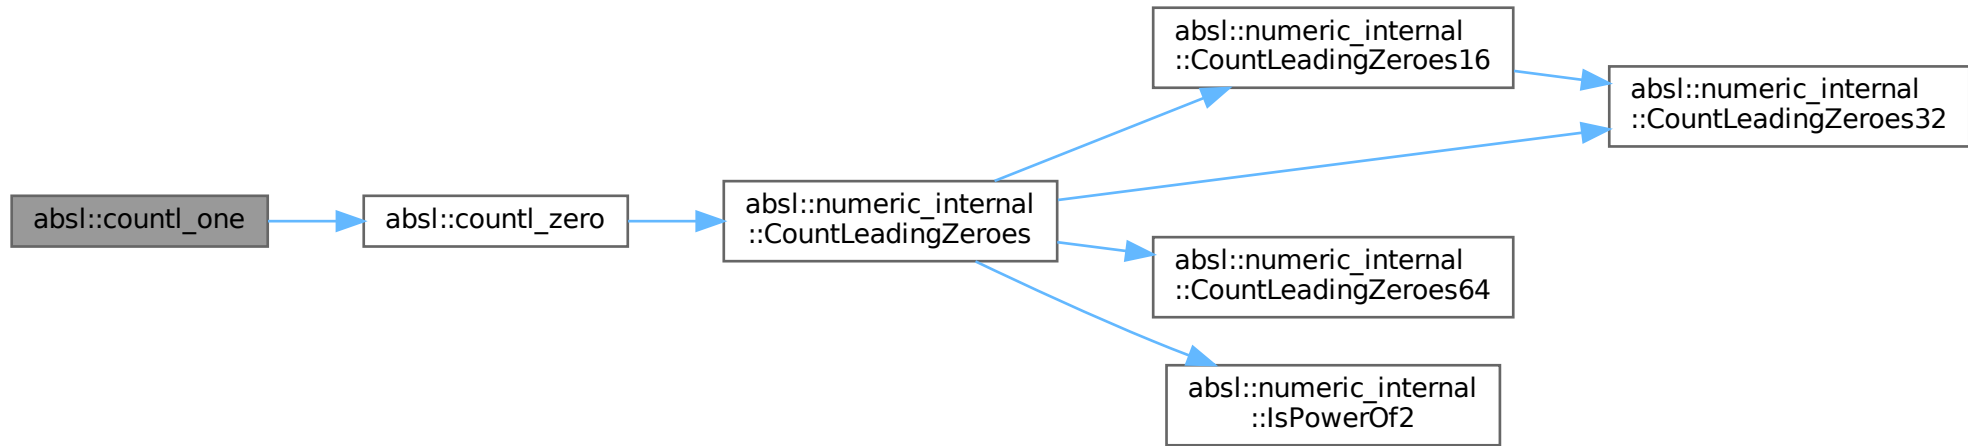 absl::countl_one
absl::countl_zero
absl::numeric_internal
::CountLeadingZeroes
absl::numeric_internal
::CountLeadingZeroes16
absl::numeric_internal
::CountLeadingZeroes32
absl::numeric_internal
::CountLeadingZeroes64
absl::numeric_internal
::IsPowerOf2